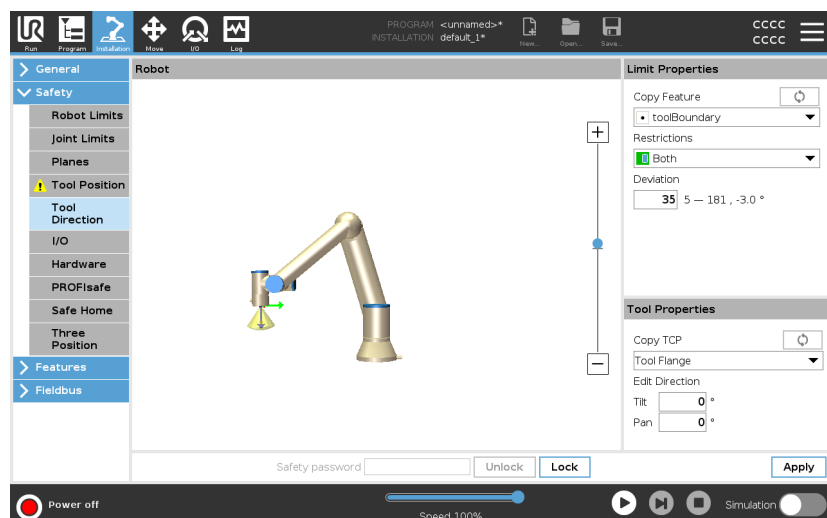 PROGRAM <unnamed>*
INSTALLATION default_1*
CCCC
CCCC
Run Program Installation Move I/O Log New... Open... Save...
General
Robot
Limit Properties
Safety
Robot Limits
Joint Limits
Planes
Tool Position
Tool Direction
I/O
Hardware
PROFIsafe
Safe Home
Three Position
Features
Fieldbus
Copy Feature
toolBoundary
Restrictions
Both
Deviation
35 5 — 181 , -3.0 °
Tool Properties
Copy TCP
Tool Flange
Edit Direction
Tilt 0 °
Pan 0 °
Safety password Unlock Lock Apply
Power off
Speed 100%
Simulation